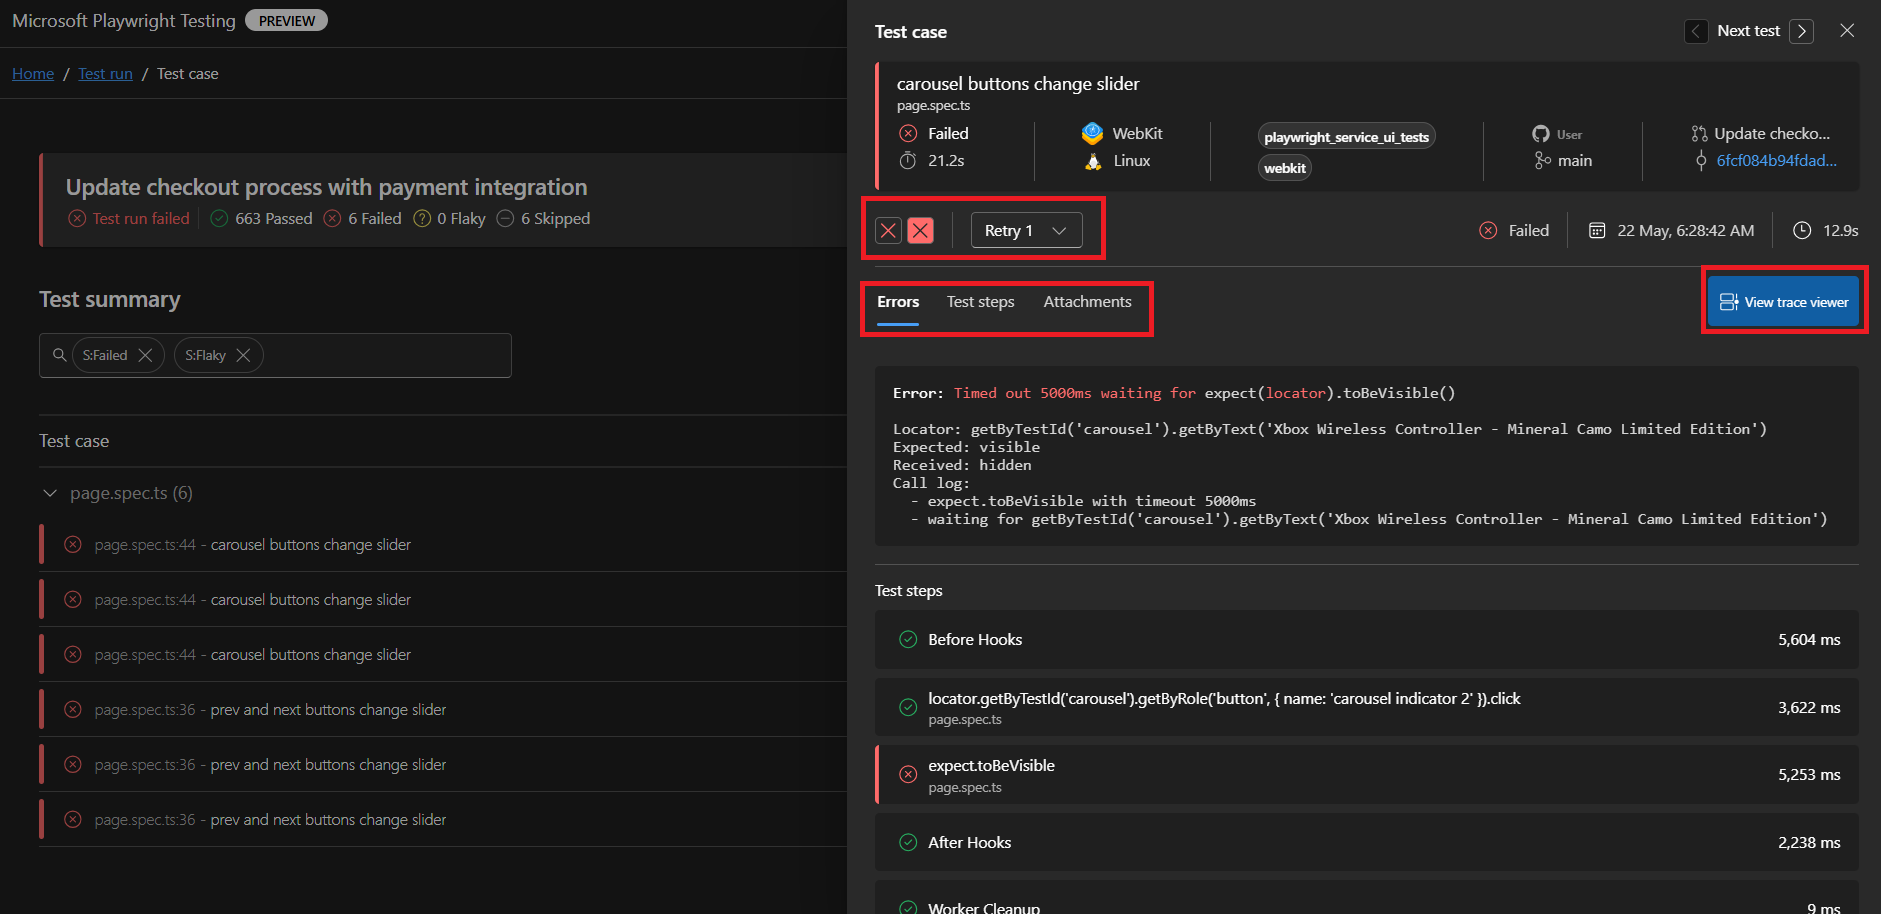 Microsoft Playwright Testing PREVIEW
Home / Test run / Test case
Update checkout process with payment integration
Test run failed 663 Passed 6 Failed 0 Flaky 6 Skipped
Test summary
S:Failed S:Flaky
Test case
page.spec.ts (6)
page.spec.ts:44 - carousel buttons change slider
page.spec.ts:44 - carousel buttons change slider
page.spec.ts:44 - carousel buttons change slider
page.spec.ts:36 - prev and next buttons change slider
page.spec.ts:36 - prev and next buttons change slider
page.spec.ts:36 - prev and next buttons change slider
Test case
Next test
carousel buttons change slider
page.spec.ts
Failed WebKit playwright_service_ui_tests User Update checko...
21.2s Linux webkit main 6fcf084b94fdad...
Retry 1 Failed 22 May, 6:28:42 AM 12.9s
Errors Test steps Attachments View trace viewer
Error: Timed out 5000ms waiting for expect(locator).toBeVisible()
Locator: getByTestId('carousel').getByText('Xbox Wireless Controller - Mineral Camo Limited Edition')
Expected: visible
Received: hidden
Call log:
- expect.toBeVisible with timeout 5000ms
- waiting for getByTestId('carousel').getByText('Xbox Wireless Controller - Mineral Camo Limited Edition')
Test steps
Before Hooks 5,604 ms
locator.getByTestId('carousel').getByRole('button', { name: 'carousel indicator 2' }).click
page.spec.ts
3,622 ms
expect.toBeVisible
page.spec.ts
5,253 ms
After Hooks 2,238 ms
Worker Cleanup 9 ms